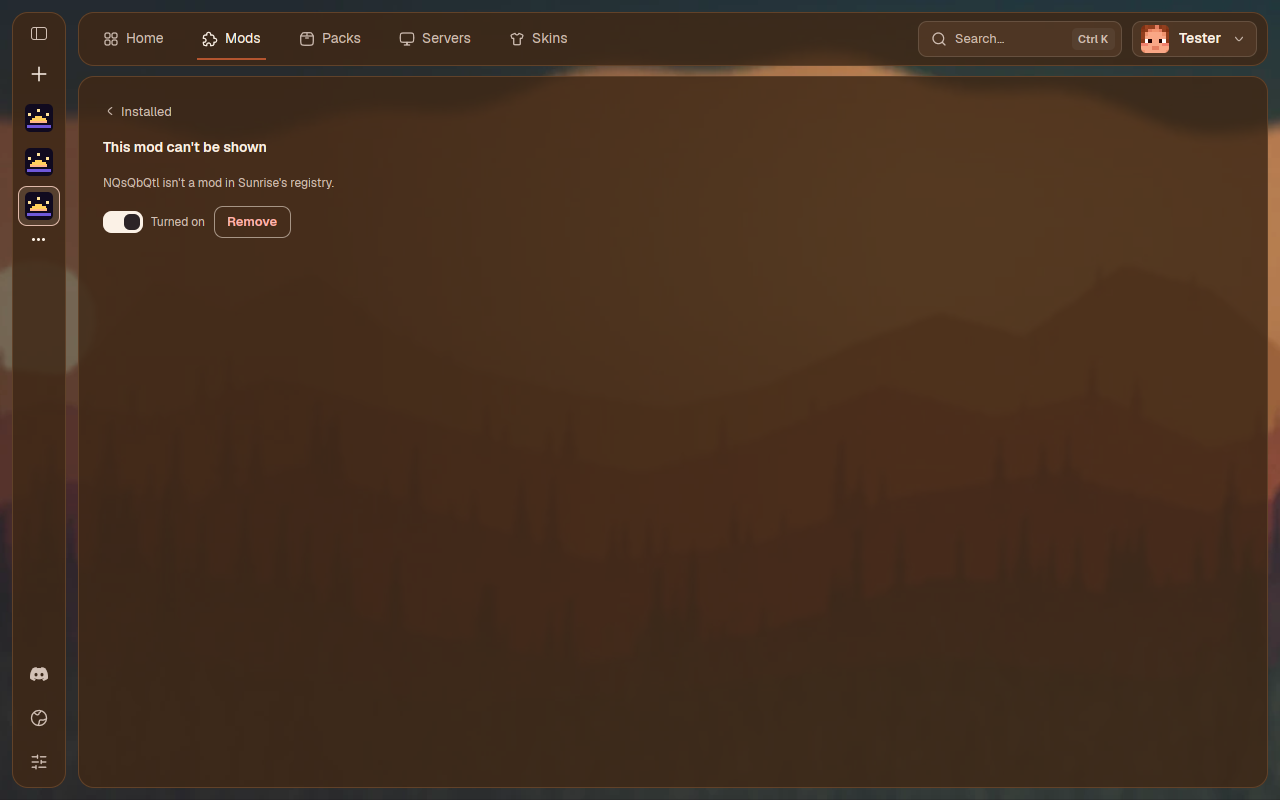 Home
Mods
Packs
Servers
Skins
Search...
Ctrl K
Tester
Installed
This mod can't be shown
NQsQbQtl isn't a mod in Sunrise's registry.
Turned on
Remove